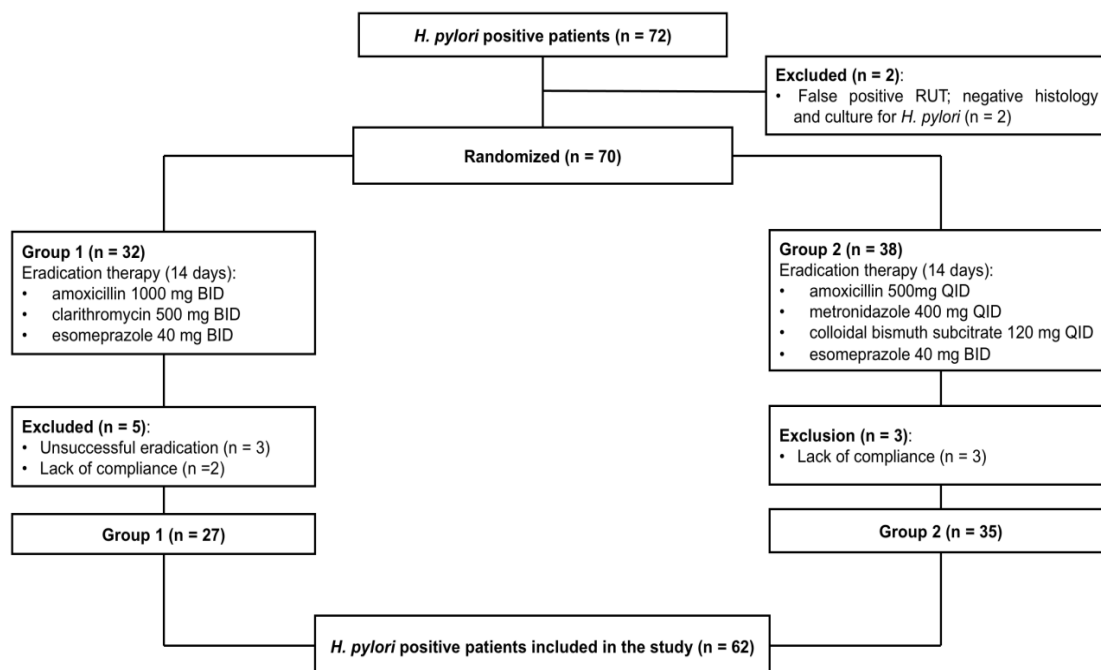 H. pylori positive patients (n = 72)
Excluded (n = 2):
• False positive RUT; negative histology
and culture for H. pylori (n = 2)
Randomized (n = 70)
Group 1 (n = 32)
Eradication therapy (14 days):
• amoxicillin 1000 mg BID
• clarithromycin 500 mg BID
• esomeprazole 40 mg BID
Group 2 (n = 38)
Eradication therapy (14 days):
• amoxicillin 500mg QID
• metronidazole 400 mg QID
• colloidal bismuth subcitrate 120 mg QID
• esomeprazole 40 mg BID
Excluded (n = 5):
• Unsuccessful eradication (n = 3)
• Lack of compliance (n =2)
Exclusion (n = 3):
• Lack of compliance (n = 3)
Group 1 (n = 27)
Group 2 (n = 35)
H. pylori positive patients included in the study (n = 62)